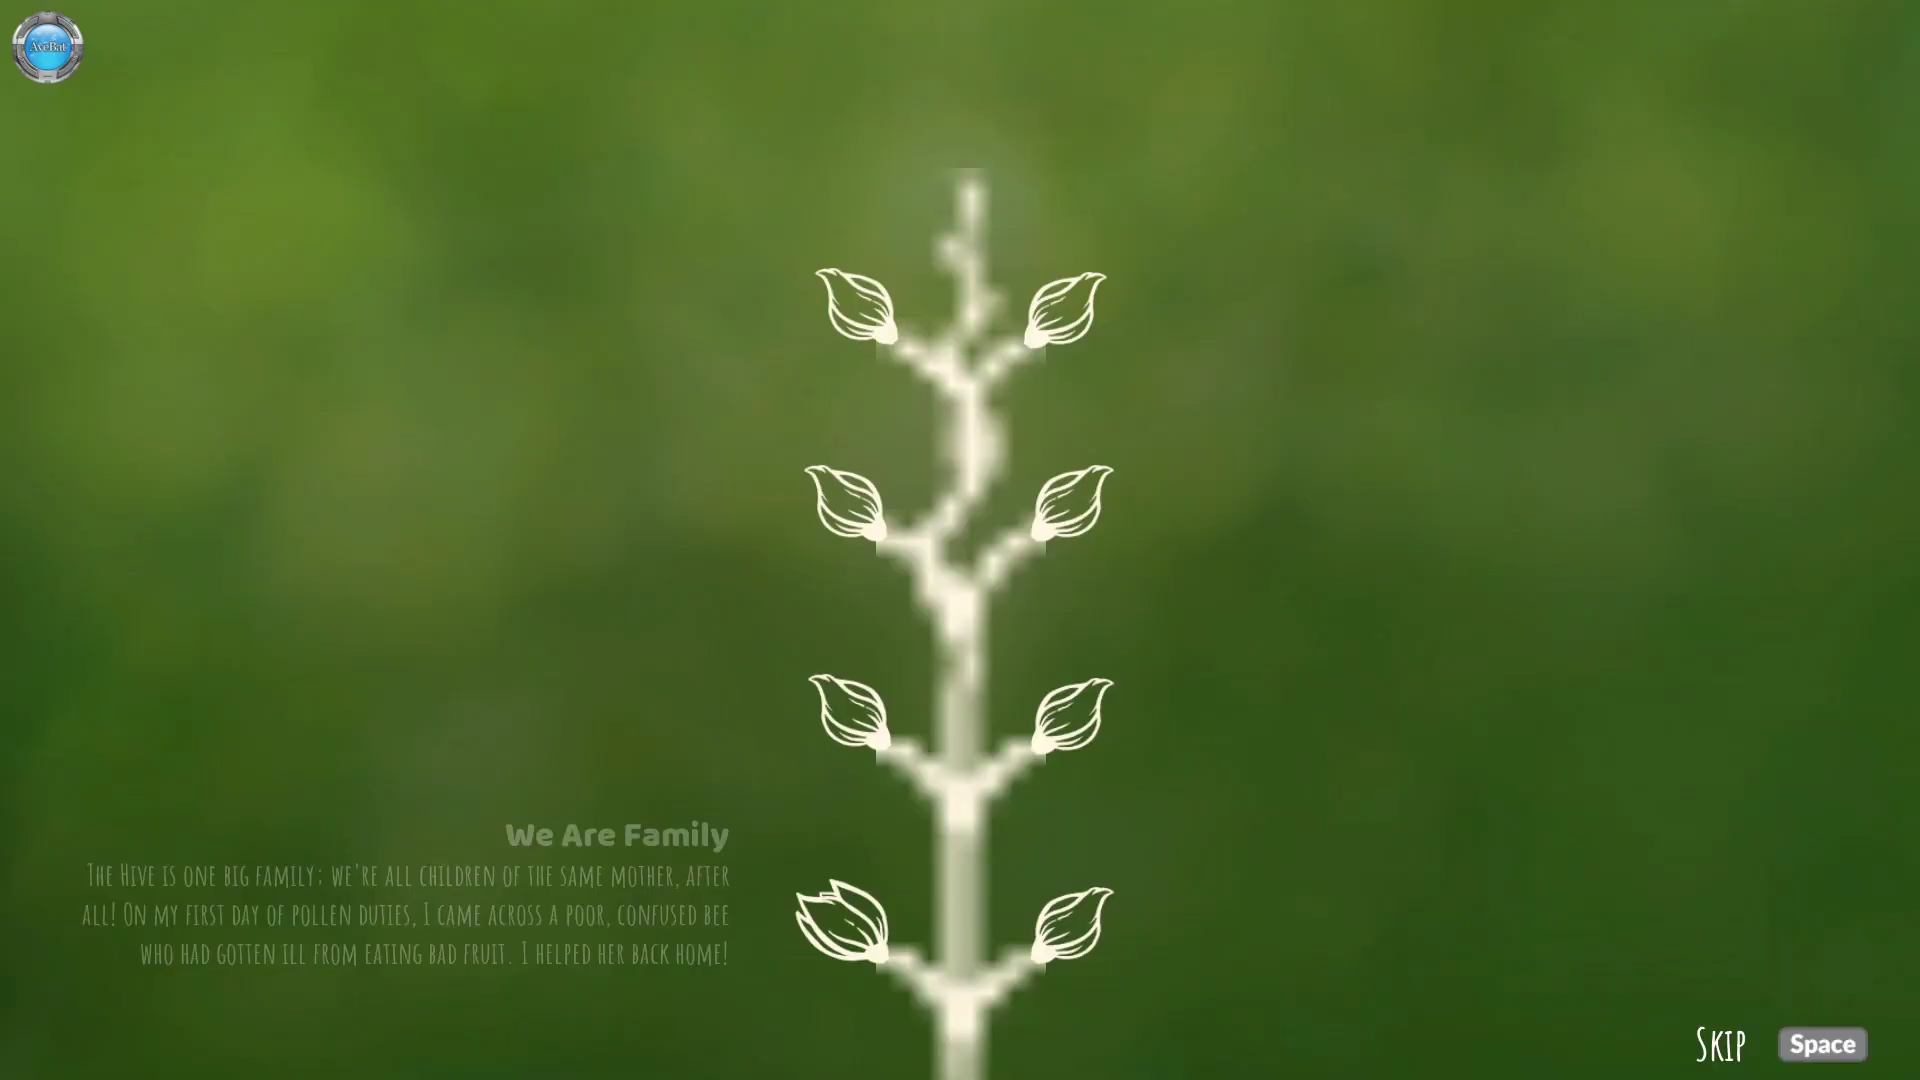 AveBat
We Are Family
The Hive is one big family; we're all children of the same mother, after
all! On my first day of pollen duties, I came across a poor, confused bee
who had gotten ill from eating bad fruit. I helped her back home!
Skip Space